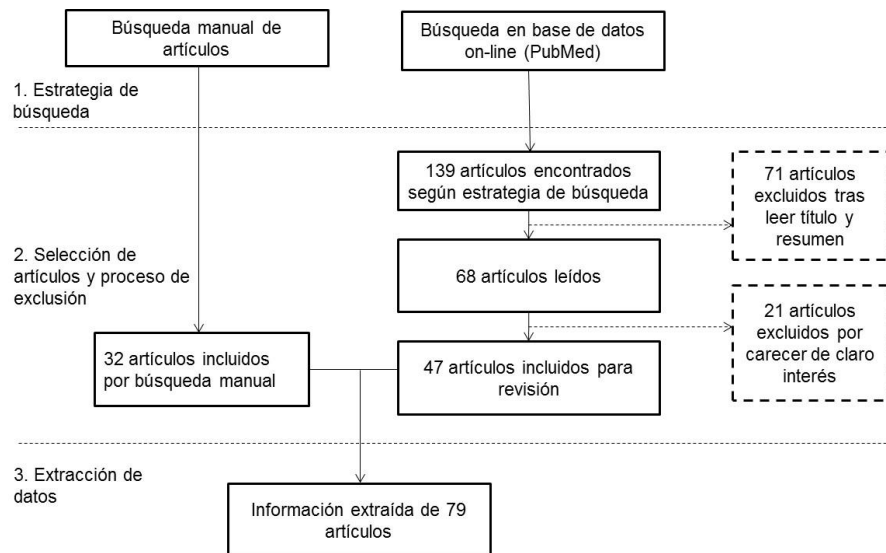 Búsqueda manual de
artículos
Búsqueda en base de datos
on-line (PubMed)
1. Estrategia de
búsqueda
139 artículos encontrados
según estrategia de búsqueda
71 artículos
excluidos tras
leer título y
resumen
2. Selección de
artículos y proceso de
exclusión
68 artículos leídos
21 artículos
excluidos por
carecer de claro
interés
32 artículos incluidos
por búsqueda manual
47 artículos incluidos para
revisión
3. Extracción de
datos
Información extraída de 79
artículos